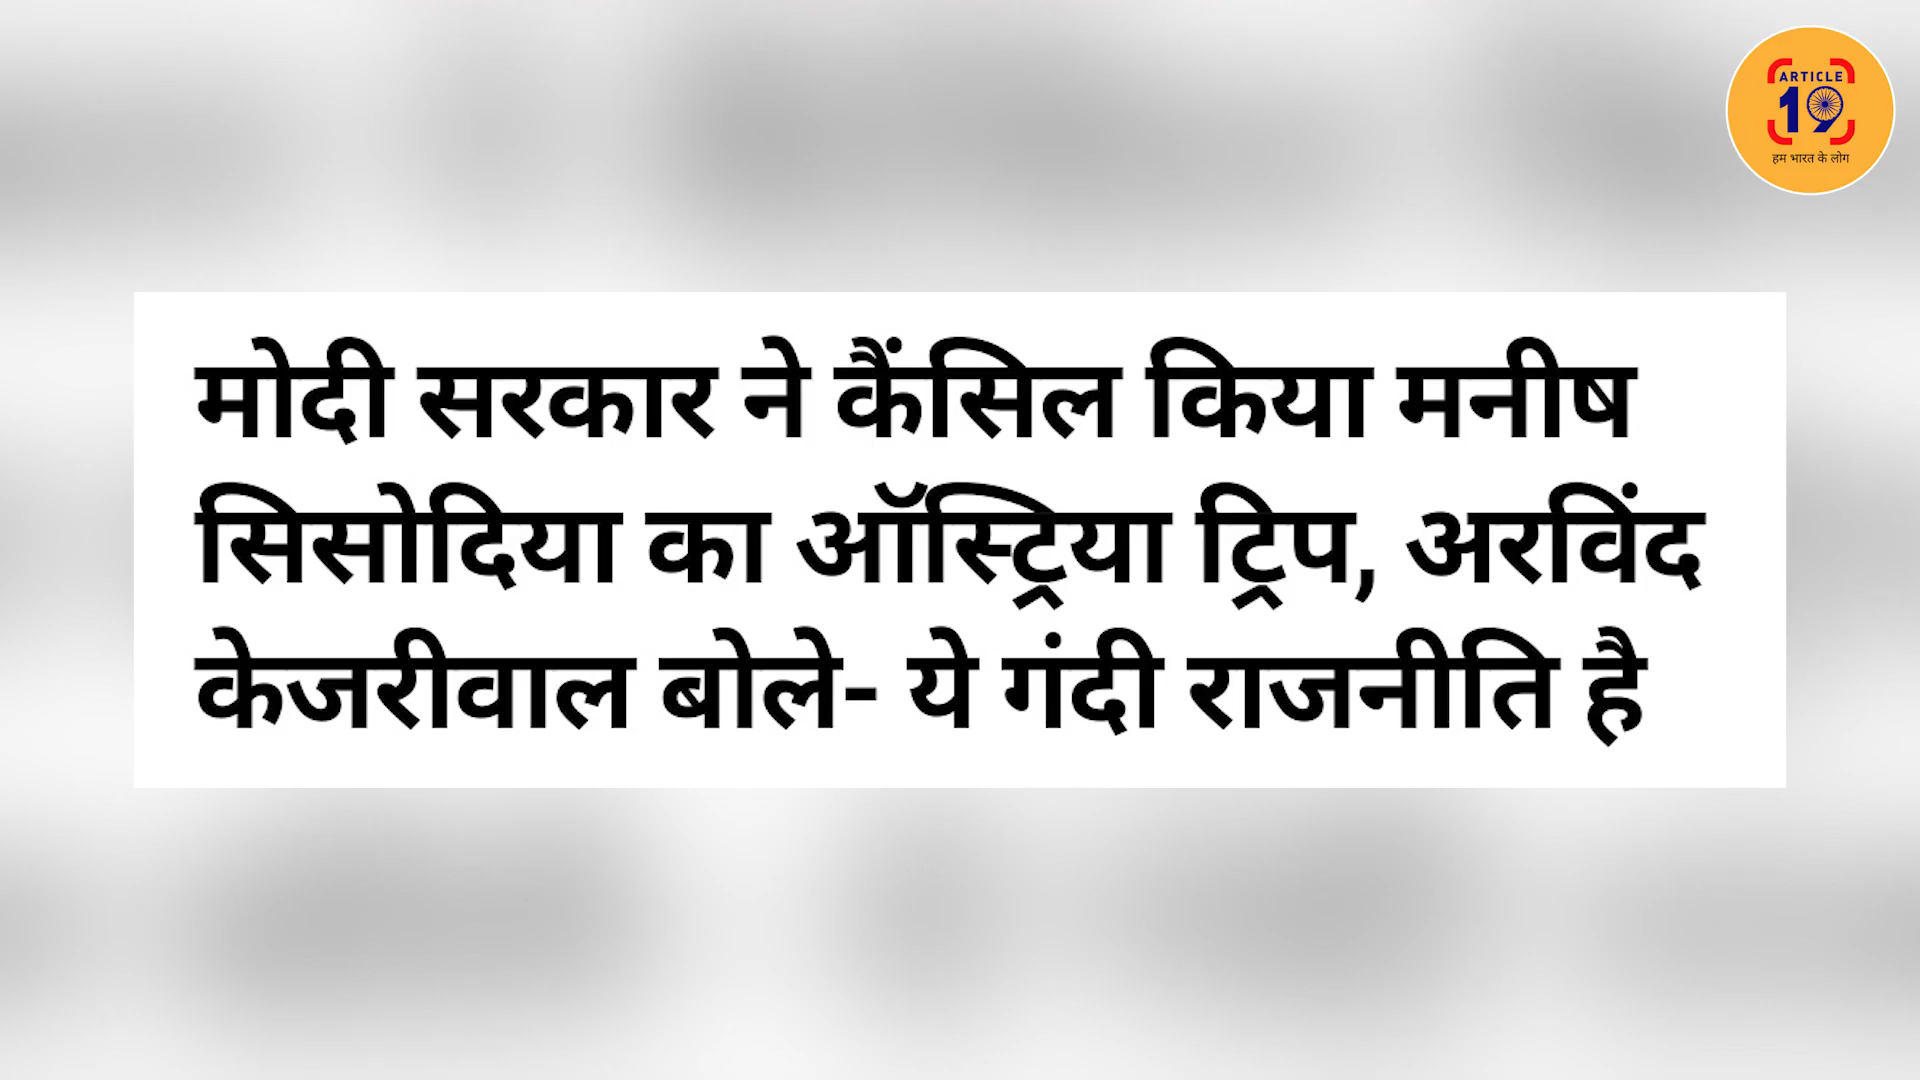 ARTICLE
19
हम भारत के लोग
मोदी सरकार ने कैंसिल किया मनीष
सिसोदिया का ऑस्ट्रिया ट्रिप, अरविंद
केजरीवाल बोले- ये गंदी राजनीति है